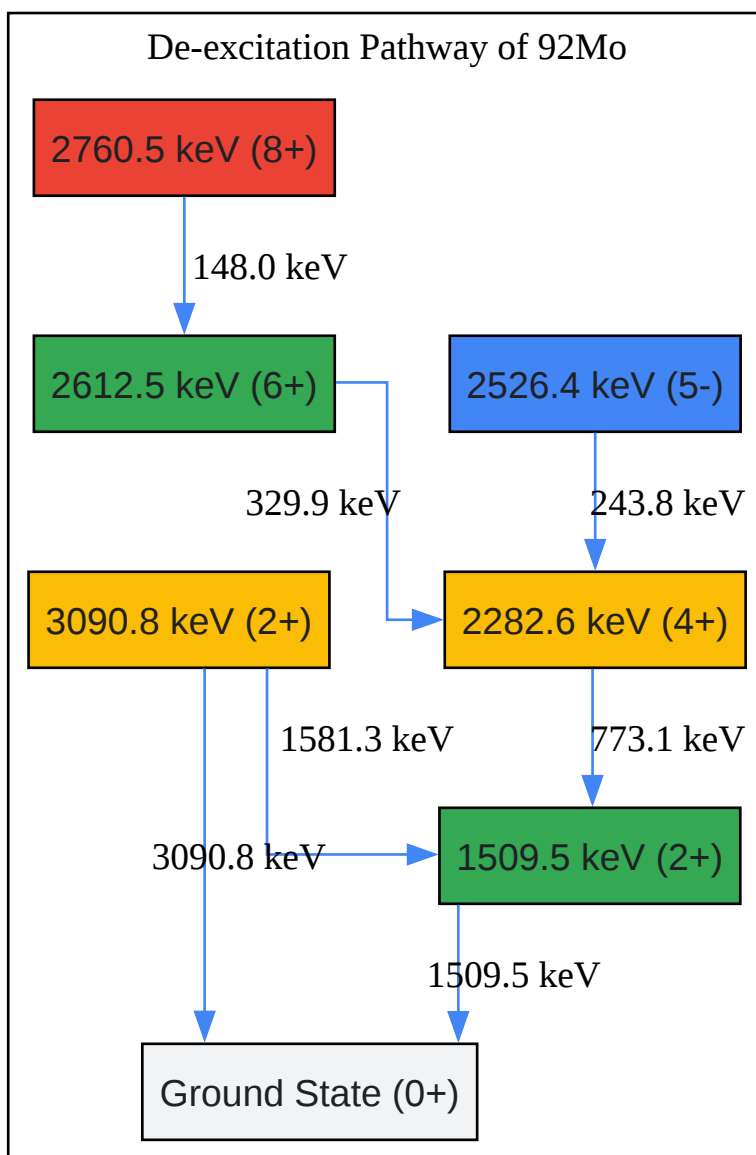 De-excitation Pathway of 92Mo
2760.5 keV (8+)
148.0 keV
2612.5 keV (6+)
2526.4 keV (5-)
329.9 keV
243.8 keV
3090.8 keV (2+)
2282.6 keV (4+)
1581.3 keV
773.1 keV
3090.8 keV
1509.5 keV (2+)
1509.5 keV
Ground State (0+)